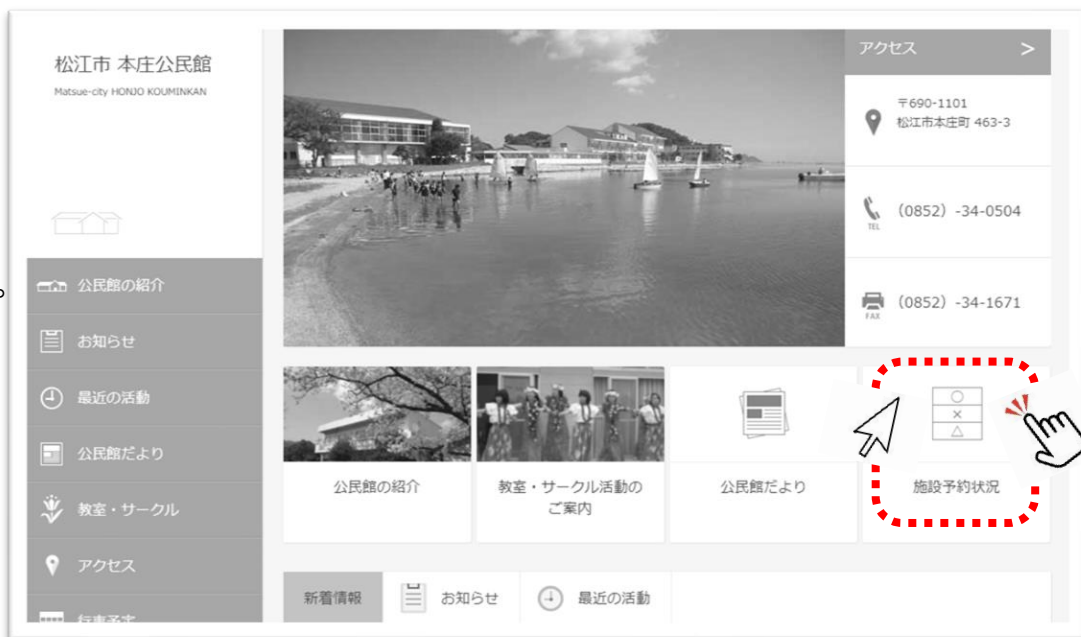 松江市 本庄公民館
Matsue-city HONJO KOUMINKAN
公民館の紹介
お知らせ
最近の活動
公民館だより
教室・サークル
アクセス
行事予定
アクセス >
〒690-1101
松江市本庄町 463-3
TEL
(0852) -34-0504
FAX
(0852) -34-1671
公民館の紹介
教室・サークル活動の
ご案内
公民館だより
施設予約状況
新着情報
お知らせ
最近の活動